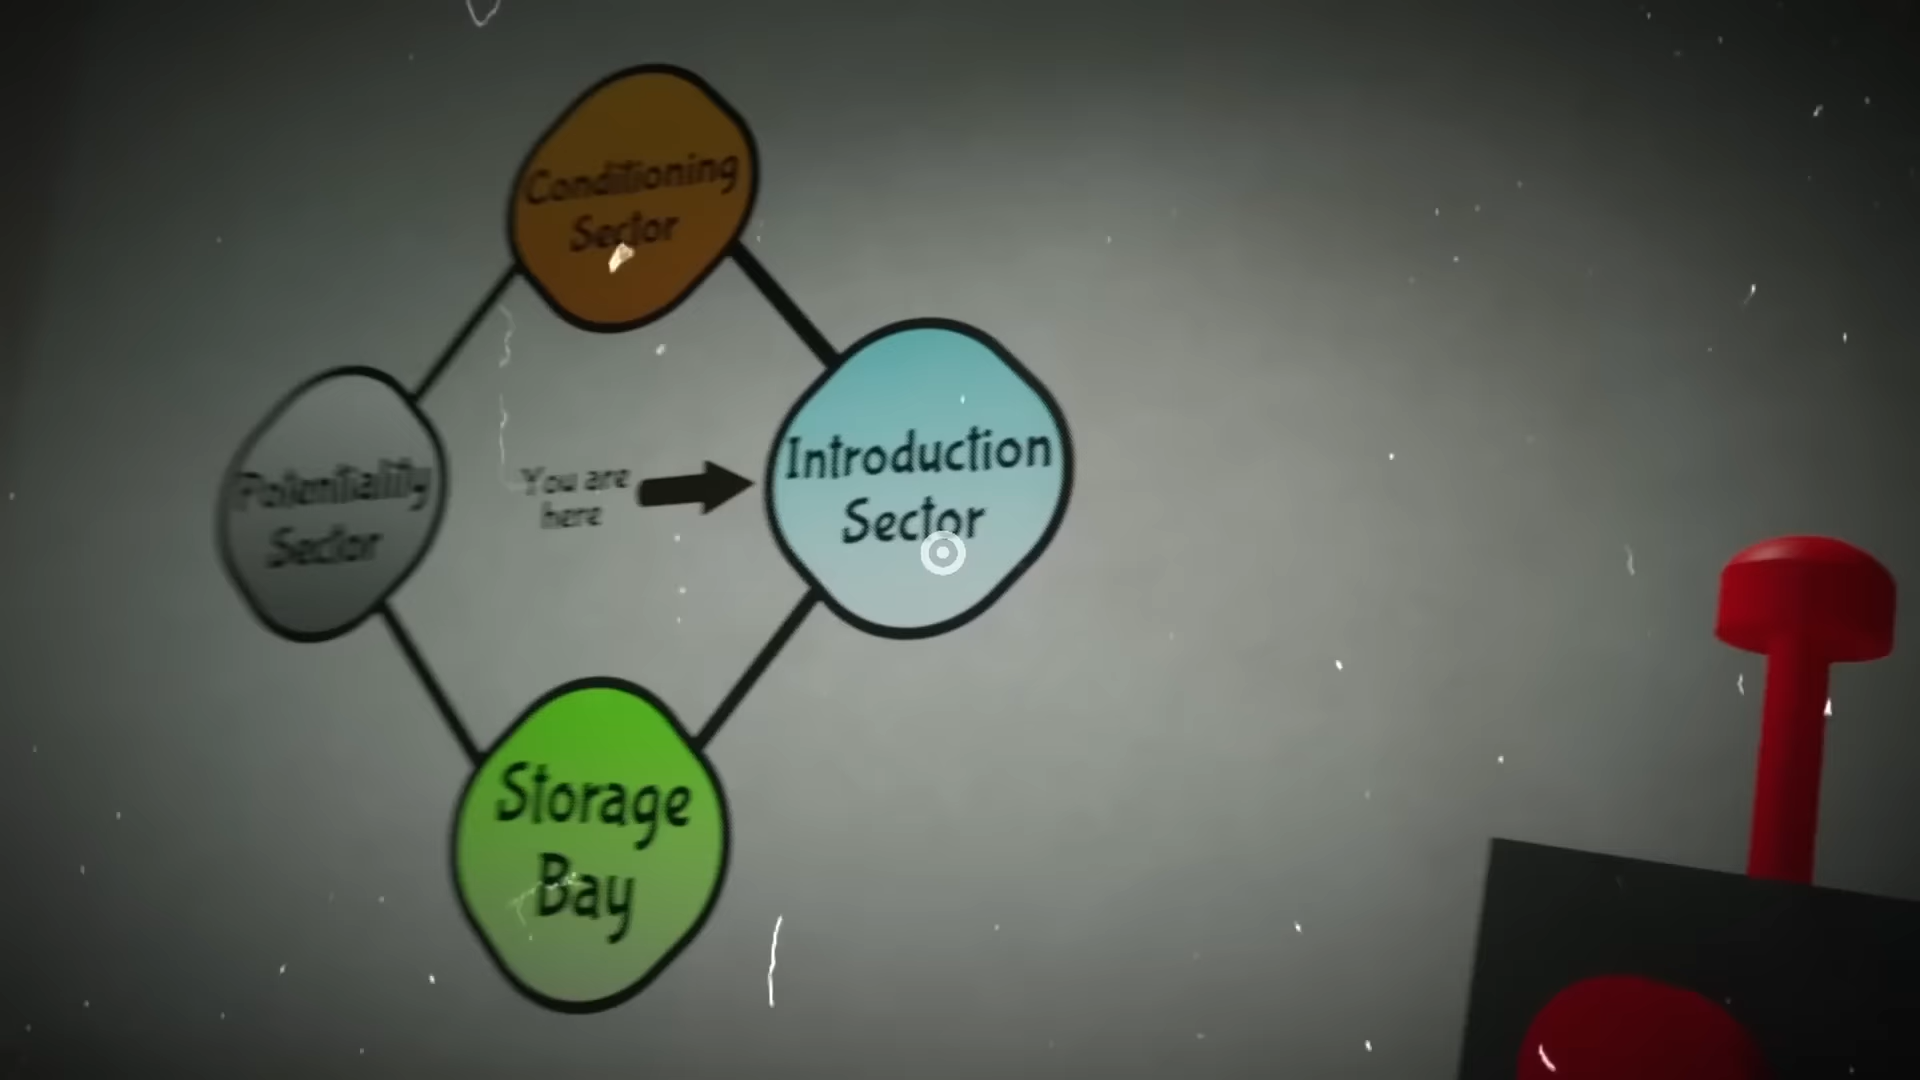 Conditioning
Sector
Potentiality
Sector
You are
here
Introduction
Sector
Storage
Bay